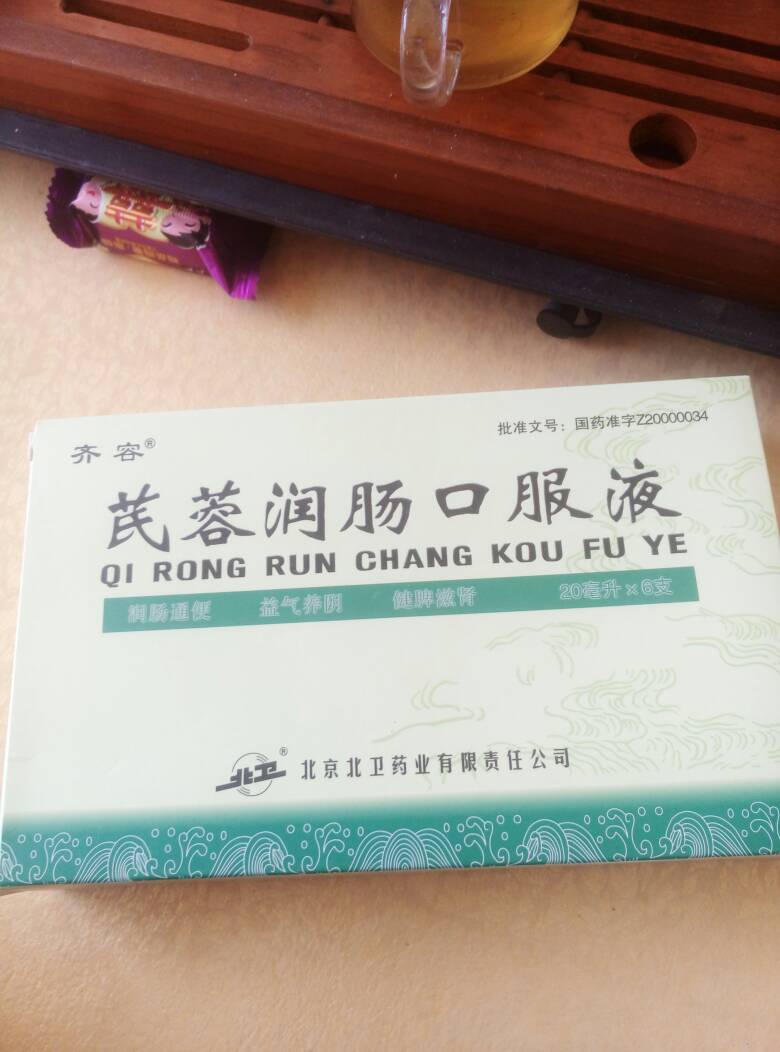 齐容®
批准文号：国药准字Z20000034
芪蓉润肠口服液
QI RONG RUN CHANG KOU FU YE
润肠通便 益气养阴 健脾滋肾 20毫升×6支
北卫® 北京北卫药业有限责任公司